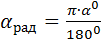 α_рад = π·α⁰ / 180⁰